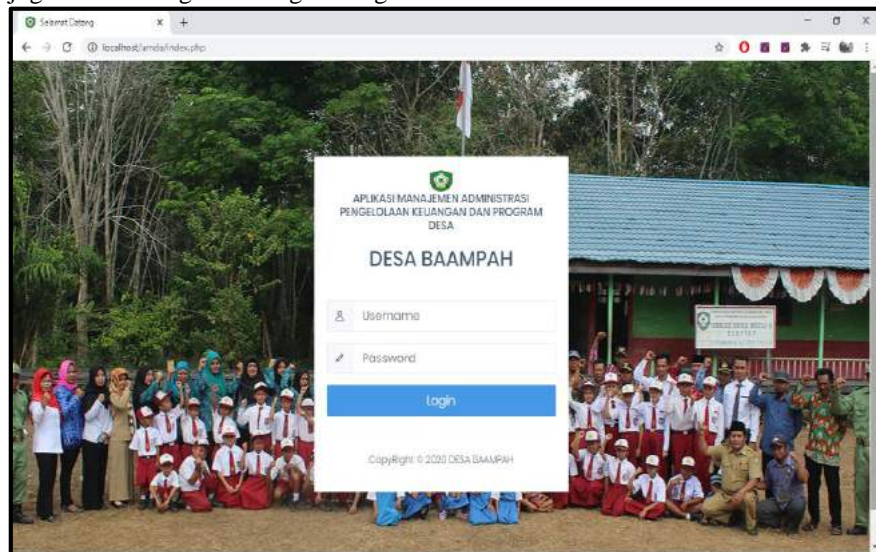 Selamat Datang
localhost/amda/index.php
APLIKASI MANAJEMEN ADMINISTRASI
PENGELOLAAN KEUANGAN DAN PROGRAM
DESA
DESA BAAMPAH
Username
Password
Login
CopyRight © 2020 DESA BAAMPAH